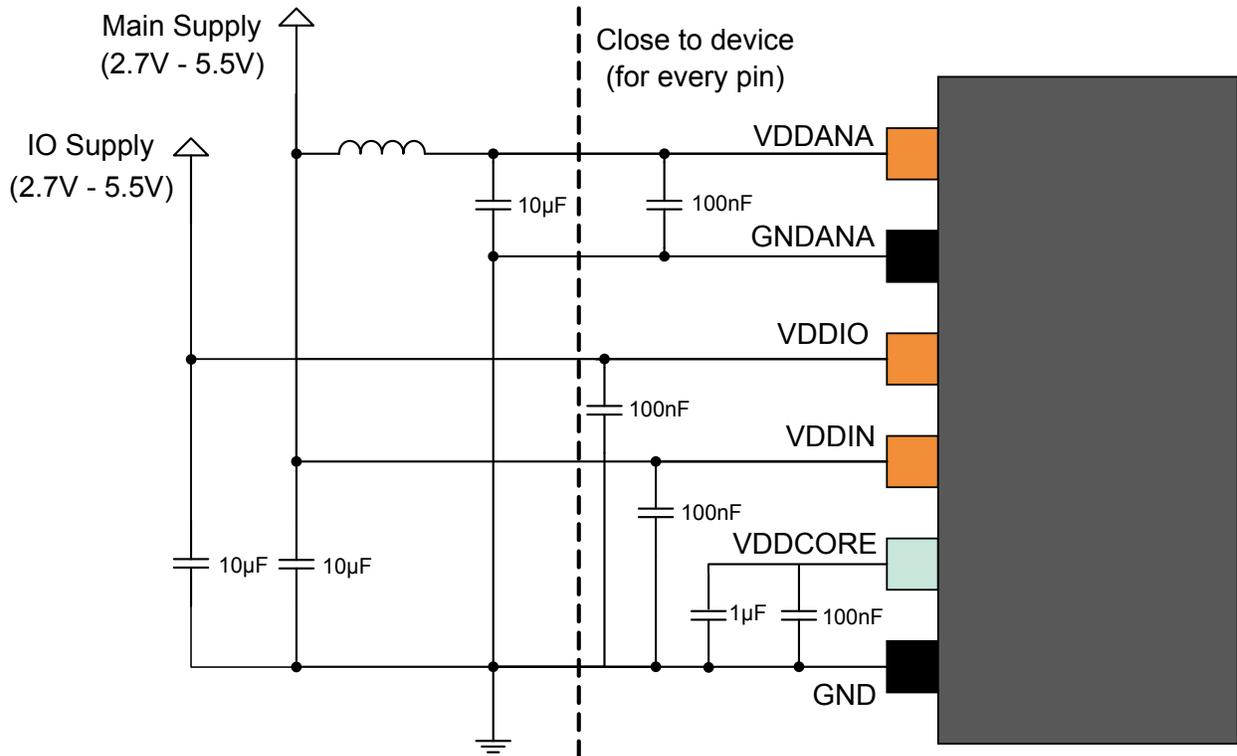 Main Supply
(2.7V - 5.5V)
Close to device
(for every pin)
IO Supply
(2.7V - 5.5V)
VDDANA
10µF
100nF
GNDANA
VDDIO
100nF
VDDIN
100nF
VDDCORE
10µF
10µF
1µF
100nF
GND